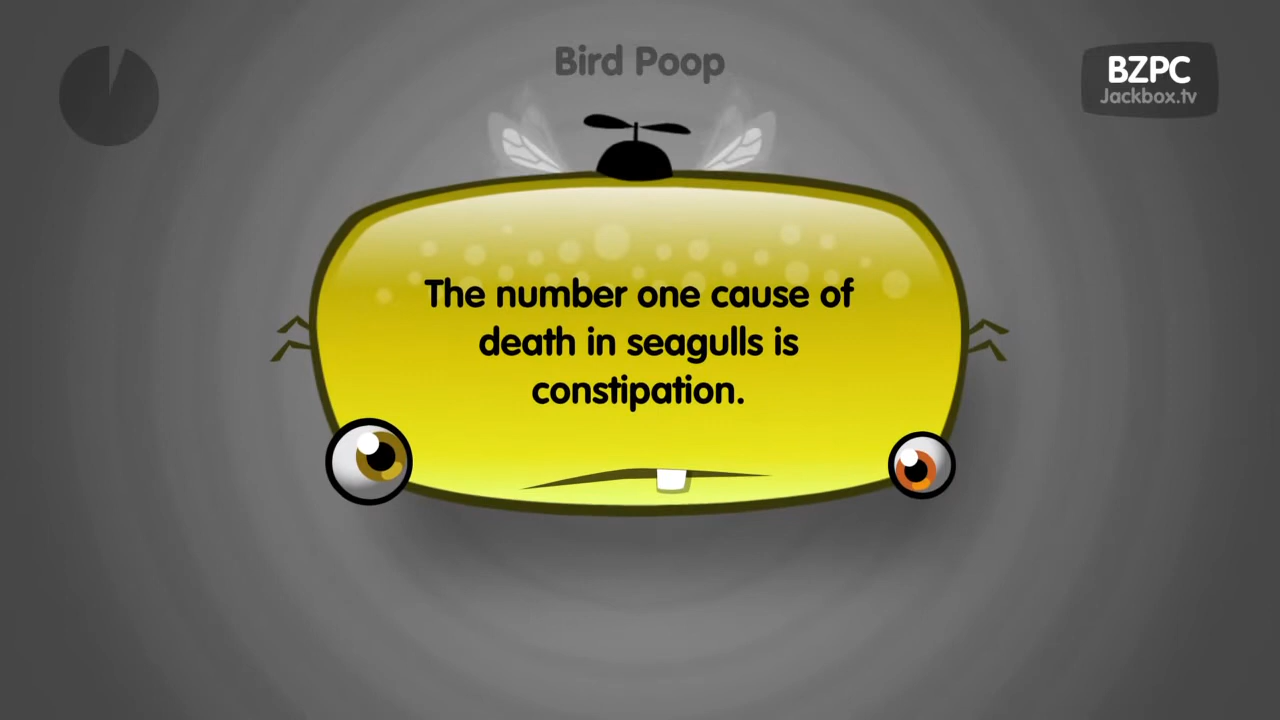 Bird Poop
BZPC
Jackbox.tv
The number one cause of
death in seagulls is
constipation.